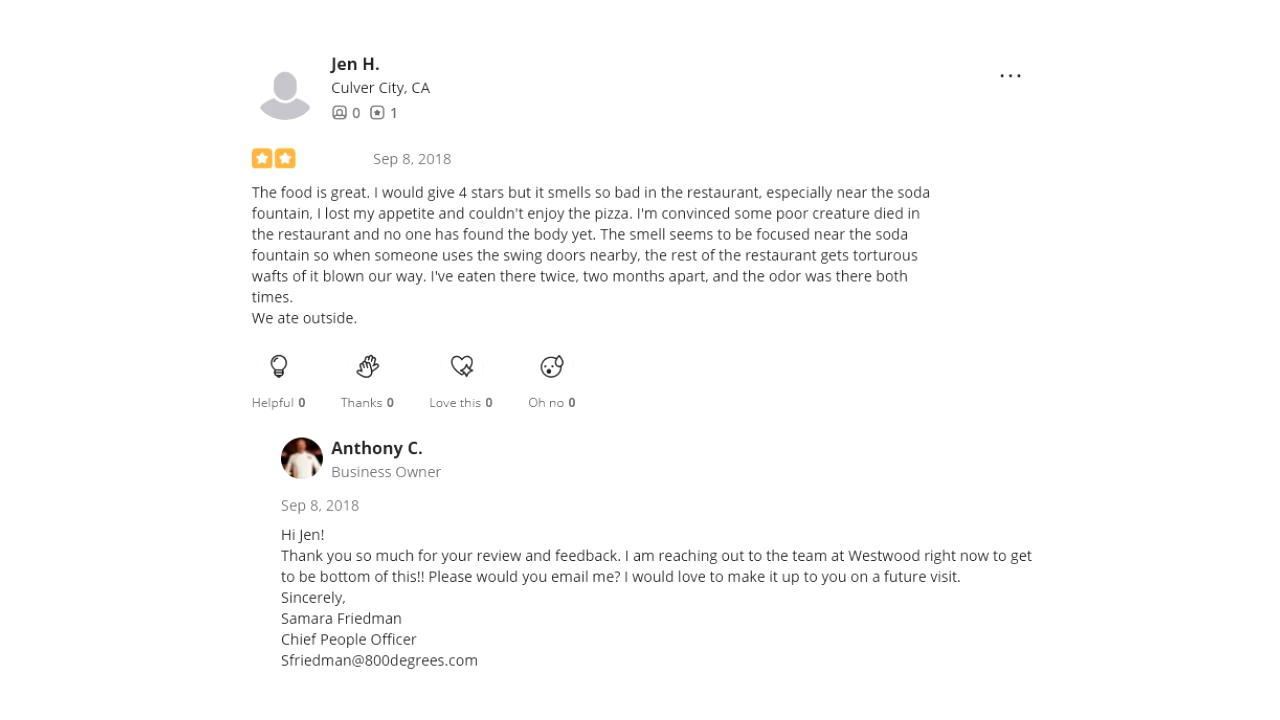 Jen H.
Culver City, CA
0 1
Sep 8, 2018
The food is great. I would give 4 stars but it smells so bad in the restaurant, especially near the soda
fountain, I lost my appetite and couldn't enjoy the pizza. I'm convinced some poor creature died in
the restaurant and no one has found the body yet. The smell seems to be focused near the soda
fountain so when someone uses the swing doors nearby, the rest of the restaurant gets torturous
wafts of it blown our way. I've eaten there twice, two months apart, and the odor was there both
times.
We ate outside.
Helpful 0 Thanks 0 Love this 0 Oh no 0
Anthony C.
Business Owner
Sep 8, 2018
Hi Jen!
Thank you so much for your review and feedback. I am reaching out to the team at Westwood right now to get
to be bottom of this!! Please would you email me? I would love to make it up to you on a future visit.
Sincerely,
Samara Friedman
Chief People Officer
Sfriedman@800degrees.com